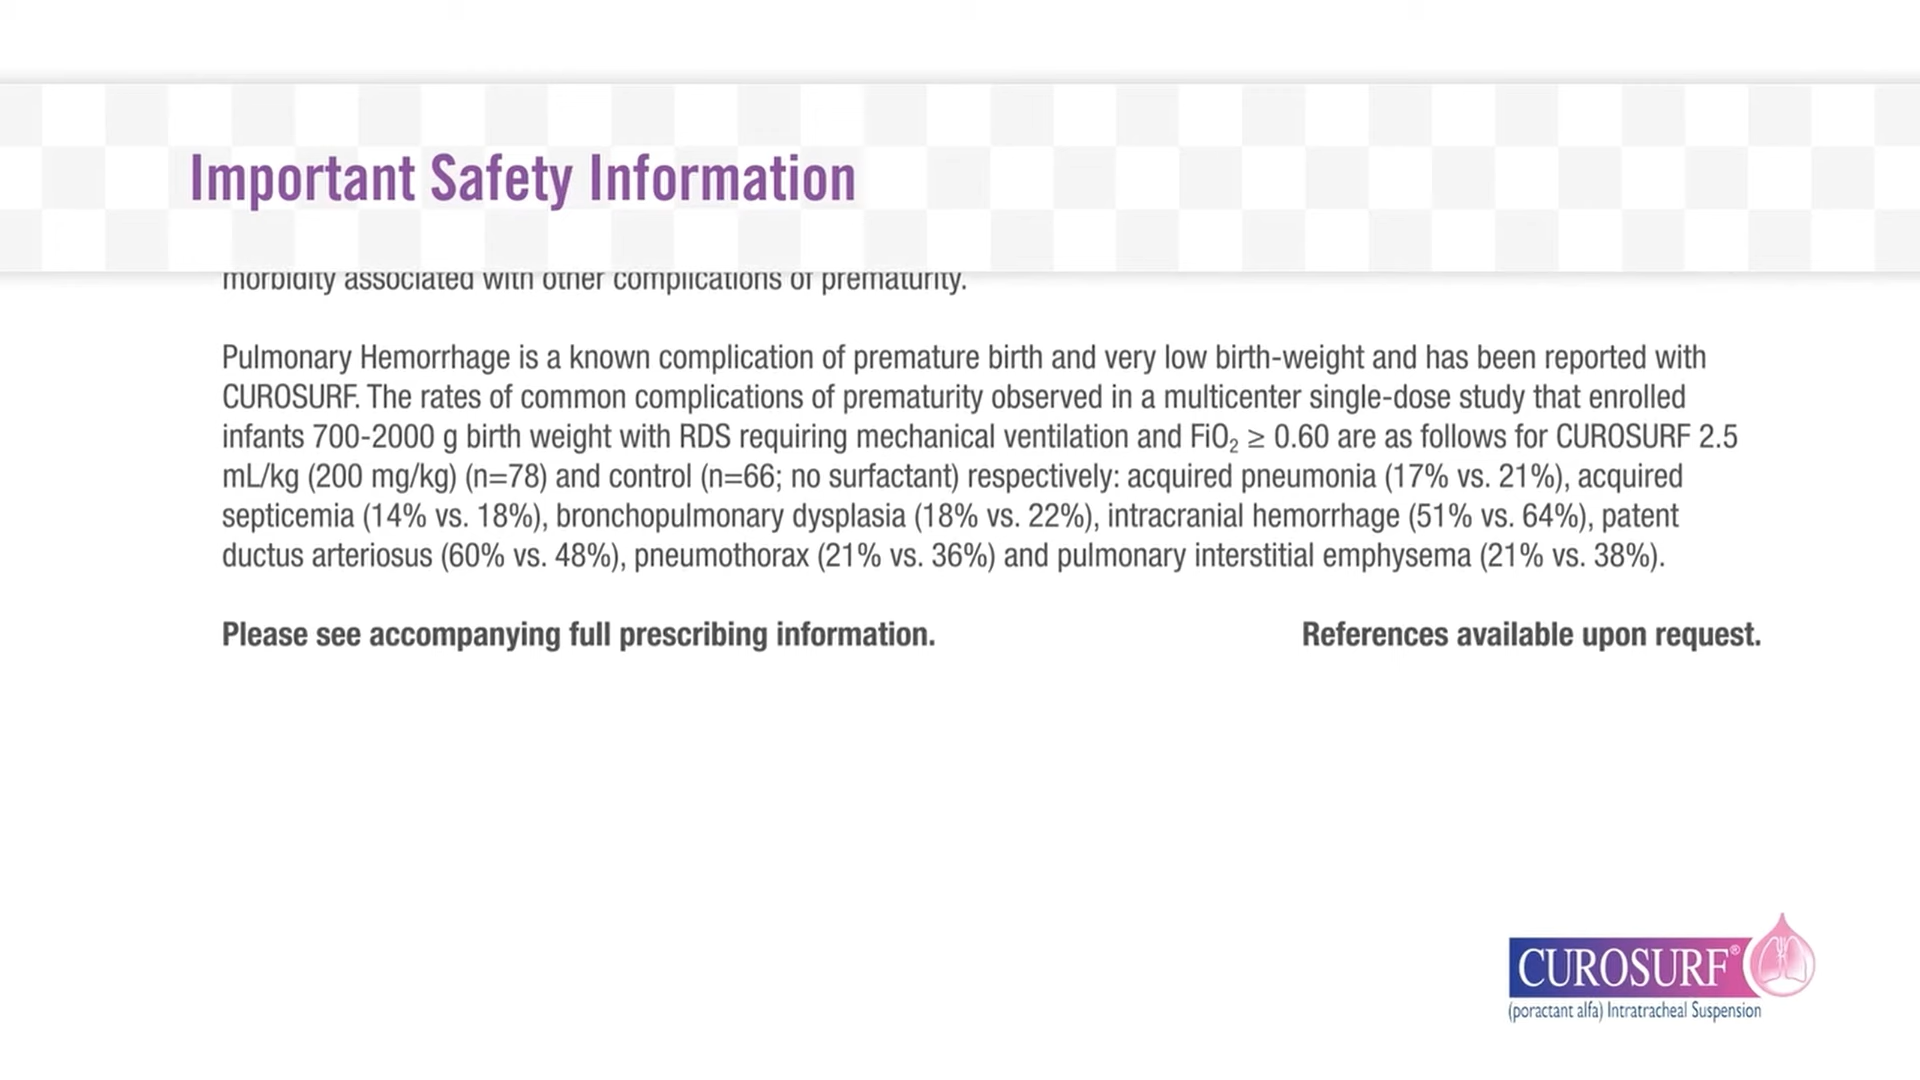 Important Safety Information
morbidity associated with other complications of prematurity.
Pulmonary Hemorrhage is a known complication of premature birth and very low birth-weight and has been reported with
CUROSURF. The rates of common complications of prematurity observed in a multicenter single-dose study that enrolled
infants 700-2000 g birth weight with RDS requiring mechanical ventilation and FiO₂ ≥ 0.60 are as follows for CUROSURF 2.5
mL/kg (200 mg/kg) (n=78) and control (n=66; no surfactant) respectively: acquired pneumonia (17% vs. 21%), acquired
septicemia (14% vs. 18%), bronchopulmonary dysplasia (18% vs. 22%), intracranial hemorrhage (51% vs. 64%), patent
ductus arteriosus (60% vs. 48%), pneumothorax (21% vs. 36%) and pulmonary interstitial emphysema (21% vs. 38%).
Please see accompanying full prescribing information.
References available upon request.
CUROSURF®
(poractant alfa) Intratracheal Suspension